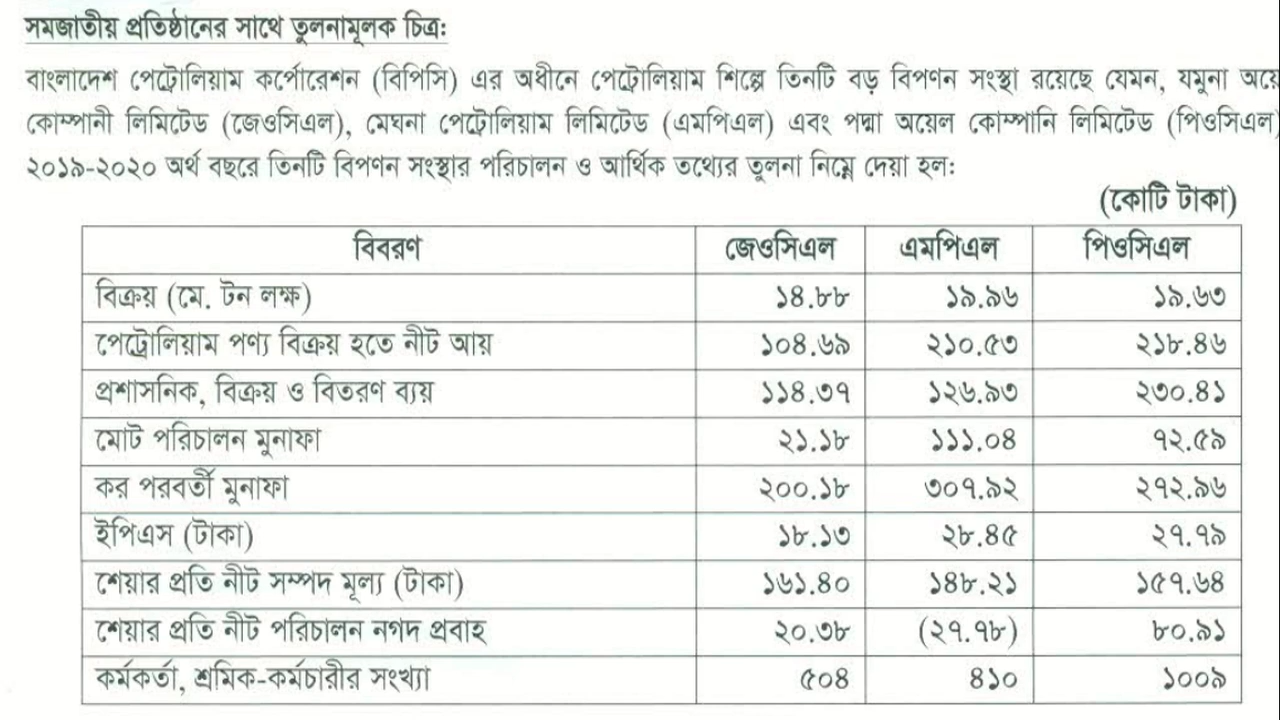 সমজাতীয় প্রতিষ্ঠানের সাথে তুলনামূলক চিত্র:
বাংলাদেশ পেট্রোলিয়াম কর্পোরেশন (বিপিসি) এর অধীনে পেট্রোলিয়াম শিল্পে তিনটি বড় বিপণন সংস্থা রয়েছে যেমন, যমুনা অয়ে
কোম্পানী লিমিটেড (জেওসিএল), মেঘনা পেট্রোলিয়াম লিমিটেড (এমপিএল) এবং পদ্মা অয়েল কোম্পানি লিমিটেড (পিওসিএল)
২০১৯-২০২০ অর্থ বছরে তিনটি বিপণন সংস্থার পরিচালন ও আর্থিক তথ্যের তুলনা নিম্নে দেয়া হল:
(কোটি টাকা)
বিবরণ জেওসিএল এমপিএল পিওসিএল
বিক্রয় (মে. টন লক্ষ) ১৪.৮৮ ১৯.৯৬ ১৯.৬৩
পেট্রোলিয়াম পণ্য বিক্রয় হতে নীট আয় ১০৪.৬৯ ২১০.৫৩ ২১৮.৪৬
প্রশাসনিক, বিক্রয় ও বিতরণ ব্যয় ১১৪.৩৭ ১২৬.৯৩ ২৩০.৪১
মোট পরিচালন মুনাফা ২১.১৮ ১১১.০৪ ৭২.৫৯
কর পরবর্তী মুনাফা ২০০.১৮ ৩০৭.৯২ ২৭২.৯৬
ইপিএস (টাকা) ১৮.১৩ ২৮.৪৫ ২৭.৭৯
শেয়ার প্রতি নীট সম্পদ মূল্য (টাকা) ১৬১.৪০ ১৪৮.২১ ১৫৭.৬৪
শেয়ার প্রতি নীট পরিচালন নগদ প্রবাহ ২০.৩৮ (২৭.৭৮) ৮০.৯১
কর্মকর্তা, শ্রমিক-কর্মচারীর সংখ্যা ৫০৪ ৪১০ ১০০৯